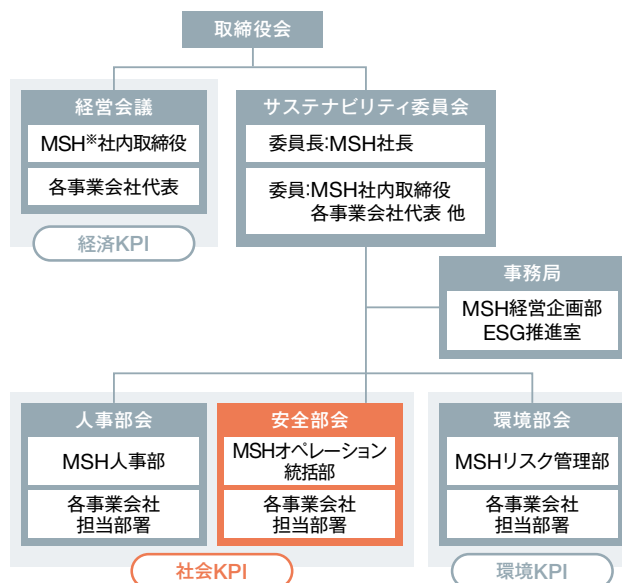 取締役会
経営会議
MSH※社内取締役
各事業会社代表
経済KPI
サステナビリティ委員会
委員長:MSH社長
委員:MSH社内取締役
各事業会社代表 他
事務局
MSH経営企画部
ESG推進室
人事部会
MSH人事部
各事業会社
担当部署
安全部会
MSHオペレーション
統括部
各事業会社
担当部署
社会KPI
環境部会
MSHリスク管理部
各事業会社
担当部署
環境KPI